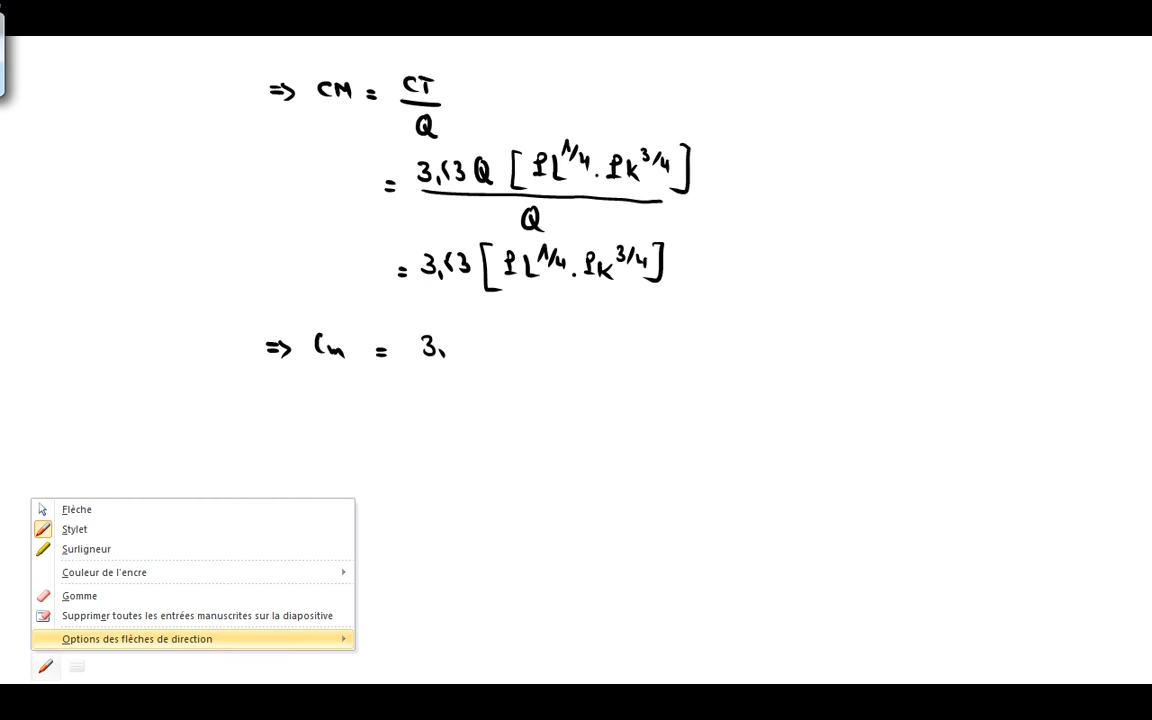 => CM = CT
Q
= 3,53 Q [ PL^1/4 . PK^3/4 ]
Q
= 3,53 [ PL^1/4 . PK^3/4 ]
=> Cm = 3,
Flèche
Stylet
Surligneur
Couleur de l'encre
Gomme
Supprimer toutes les entrées manuscrites sur la diapositive
Options des flèches de direction